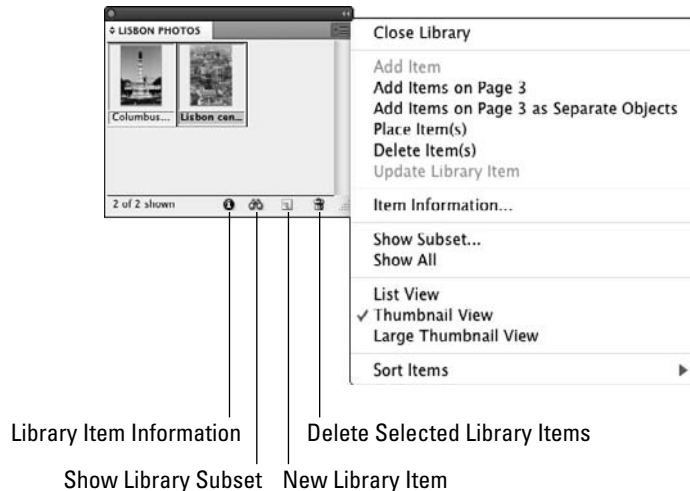 LISBON PHOTOS
Columbus...
Lisbon cen...
2 of 2 shown
Close Library
Add Item
Add Items on Page 3
Add Items on Page 3 as Separate Objects
Place Item(s)
Delete Item(s)
Update Library Item
Item Information...
Show Subset...
Show All
List View
✓ Thumbnail View
Large Thumbnail View
Sort Items
Library Item Information
Delete Selected Library Items
Show Library Subset
New Library Item